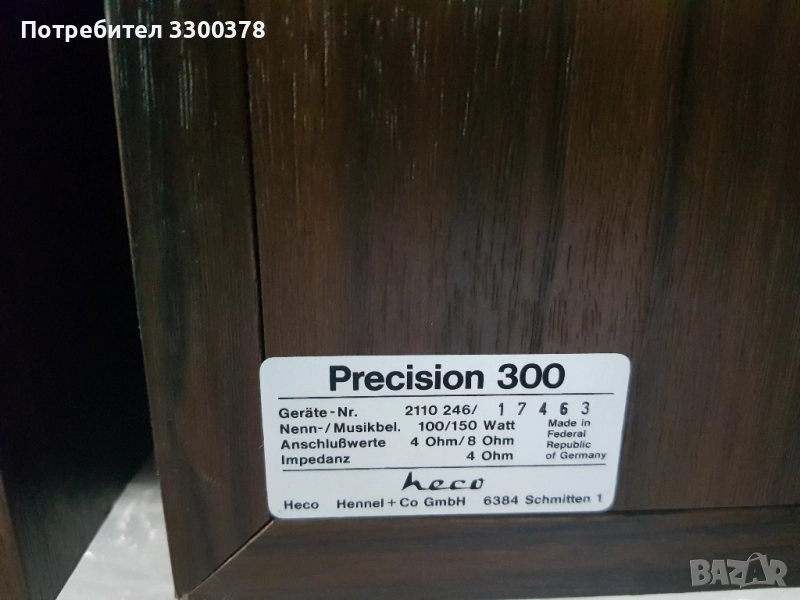 Потребител 3300378
Precision 300
Geräte-Nr. 2110 246/ 17463
Nenn-/Musikbel. 100/150 Watt
Anschlußwerte 4 Ohm/8 Ohm
Impedanz 4 Ohm
Made in
Federal
Republic
of Germany
heco
Heco Hennel+Co GmbH 6384 Schmitten 1
BAZAR